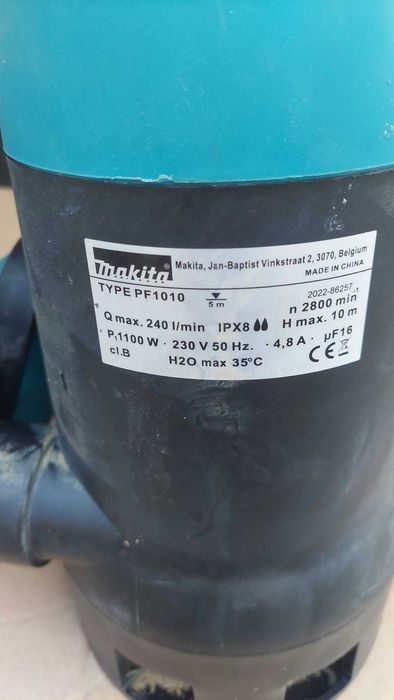 makita® Makita, Jan-Baptist Vinkstraat 2, 3070, Belgium
MADE IN CHINA
TYPE PF1010 5 m 2022-86257-1
n 2800 min
Q max. 240 l/min IPX8 H max. 10 m
P1 1100 W · 230 V 50 Hz. · 4,8 A · µF16
cl.B H2O max 35°C CE